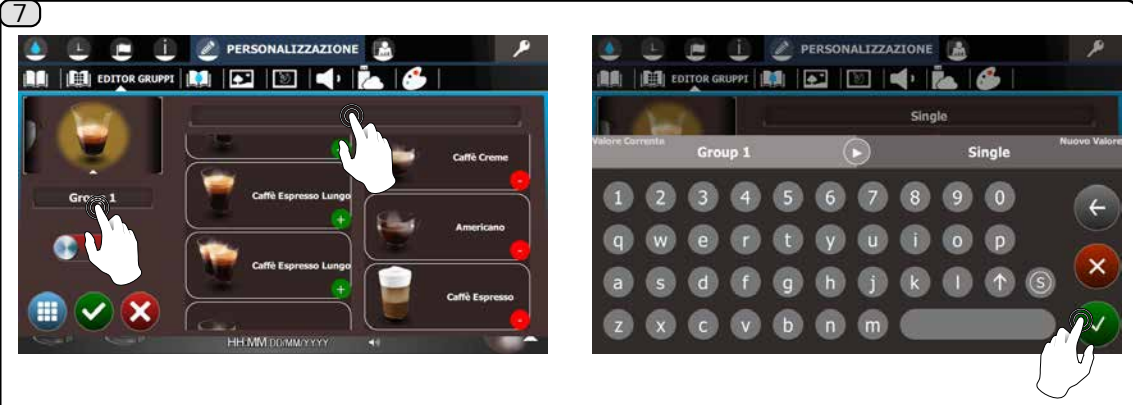 7
PERSONALIZZAZIONE
EDITOR GRUPPI
Caffè Creme
Group 1
Caffè Espresso Lungo
Americano
Caffè Espresso Lungo
Caffè Espresso
HH:MM DD/MM/YYYY
PERSONALIZZAZIONE
EDITOR GRUPPI
Single
Valore Corrente
Group 1
Single
Nuovo Valore
1 2 3 4 5 6 7 8 9 0
q w e r t y u i o p
a s d f g h j k l S
z x c v b n m